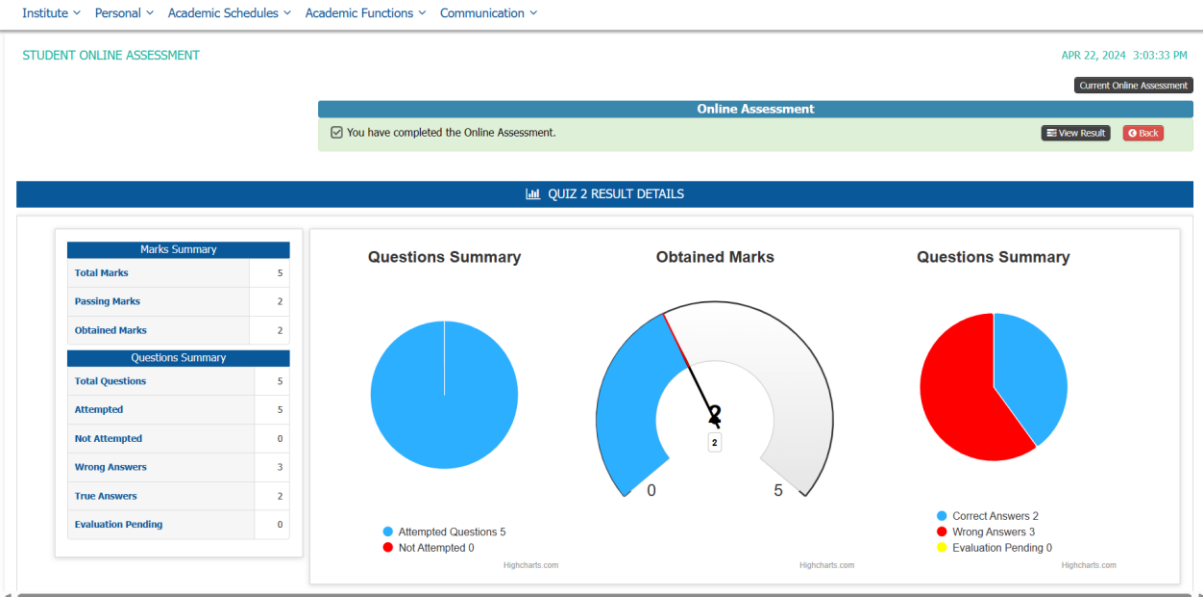 Institute Personal Academic Schedules Academic Functions Communication
STUDENT ONLINE ASSESSMENT
APR 22, 2024 3:03:33 PM
Current Online Assessment
Online Assessment
You have completed the Online Assessment.
View Result
Back
QUIZ 2 RESULT DETAILS
Marks Summary
Total Marks 5
Passing Marks 2
Obtained Marks 2
Questions Summary
Total Questions 5
Attempted 5
Not Attempted 0
Wrong Answers 3
True Answers 2
Evaluation Pending 0
Questions Summary
Attempted Questions 5
Not Attempted 0
Highcharts.com
Obtained Marks
2
2
0 5
Highcharts.com
Questions Summary
Correct Answers 2
Wrong Answers 3
Evaluation Pending 0
Highcharts.com